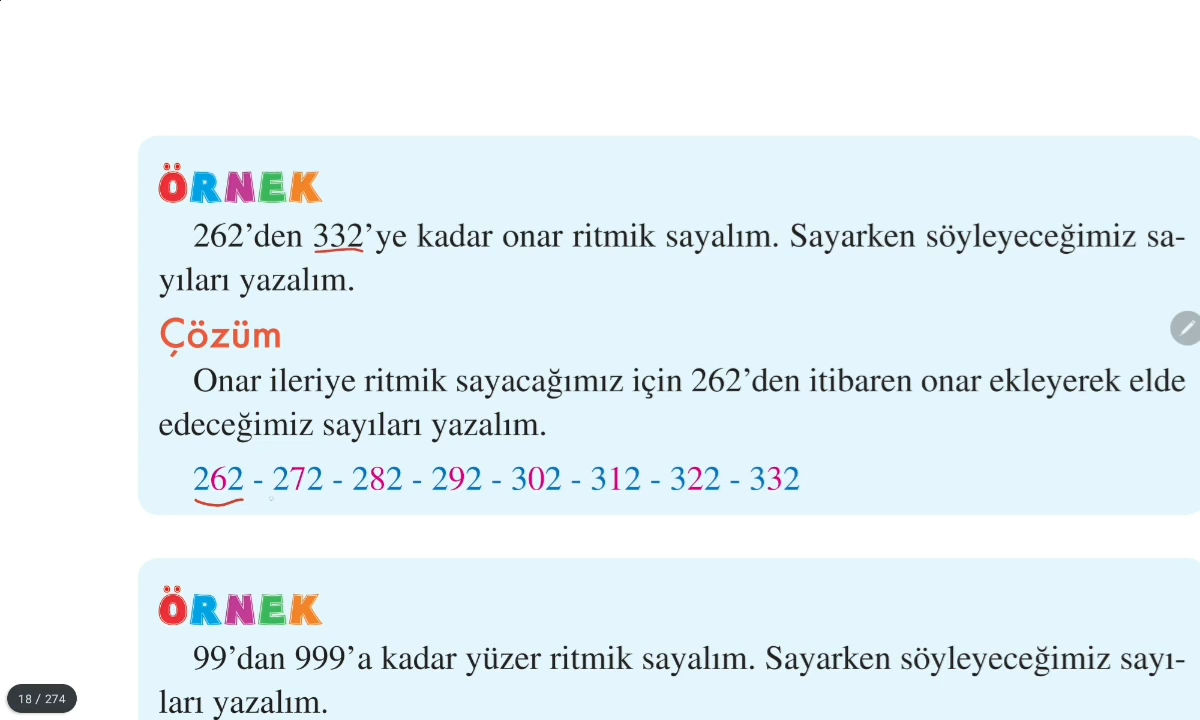 ÖRNEK
262’den 332’ye kadar onar ritmik sayalım. Sayarken söyleyeceğimiz sa-
yıları yazalım.
Çözüm
Onar ileriye ritmik sayacağımız için 262’den itibaren onar ekleyerek elde
edeceğimiz sayıları yazalım.
262 - 272 - 282 - 292 - 302 - 312 - 322 - 332
ÖRNEK
99’dan 999’a kadar yüzer ritmik sayalım. Sayarken söyleyeceğimiz sayı-
ları yazalım.
18 / 274